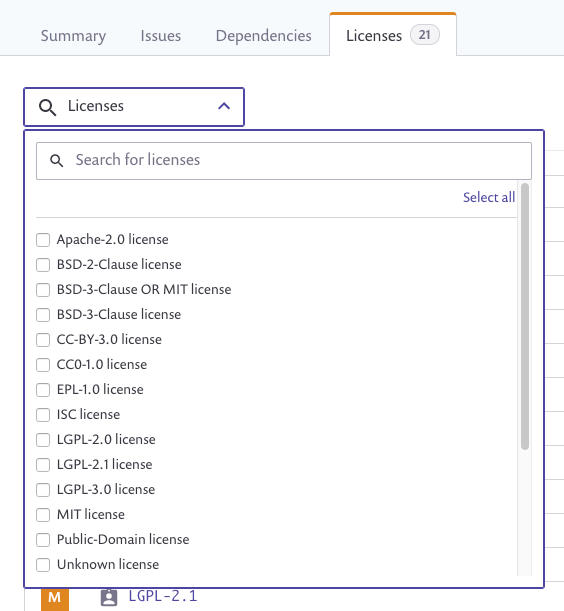 Summary Issues Dependencies Licenses 21
Licenses
Search for licenses
Select all
Apache-2.0 license
BSD-2-Clause license
BSD-3-Clause OR MIT license
BSD-3-Clause license
CC-BY-3.0 license
CC0-1.0 license
EPL-1.0 license
ISC license
LGPL-2.0 license
LGPL-2.1 license
LGPL-3.0 license
MIT license
Public-Domain license
Unknown license
M LGPL-2.1